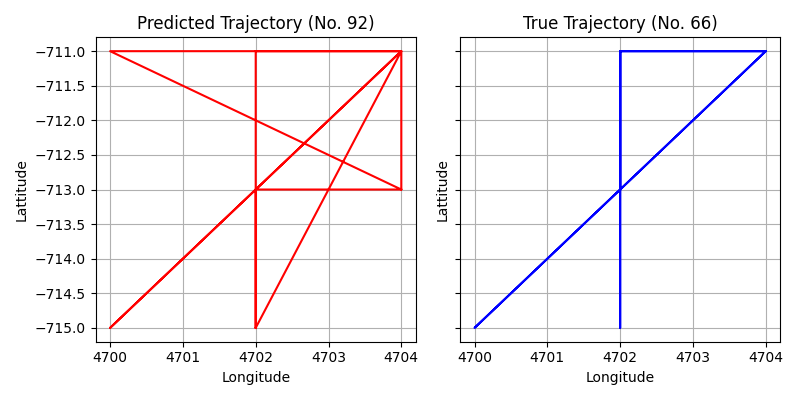 Predicted Trajectory (No. 92)
True Trajectory (No. 66)
−711.0
−711.5
−712.0
−712.5
−713.0
−713.5
−714.0
−714.5
−715.0
Lattitude
Lattitude
4700 4701 4702 4703 4704
4700 4701 4702 4703 4704
Longitude
Longitude